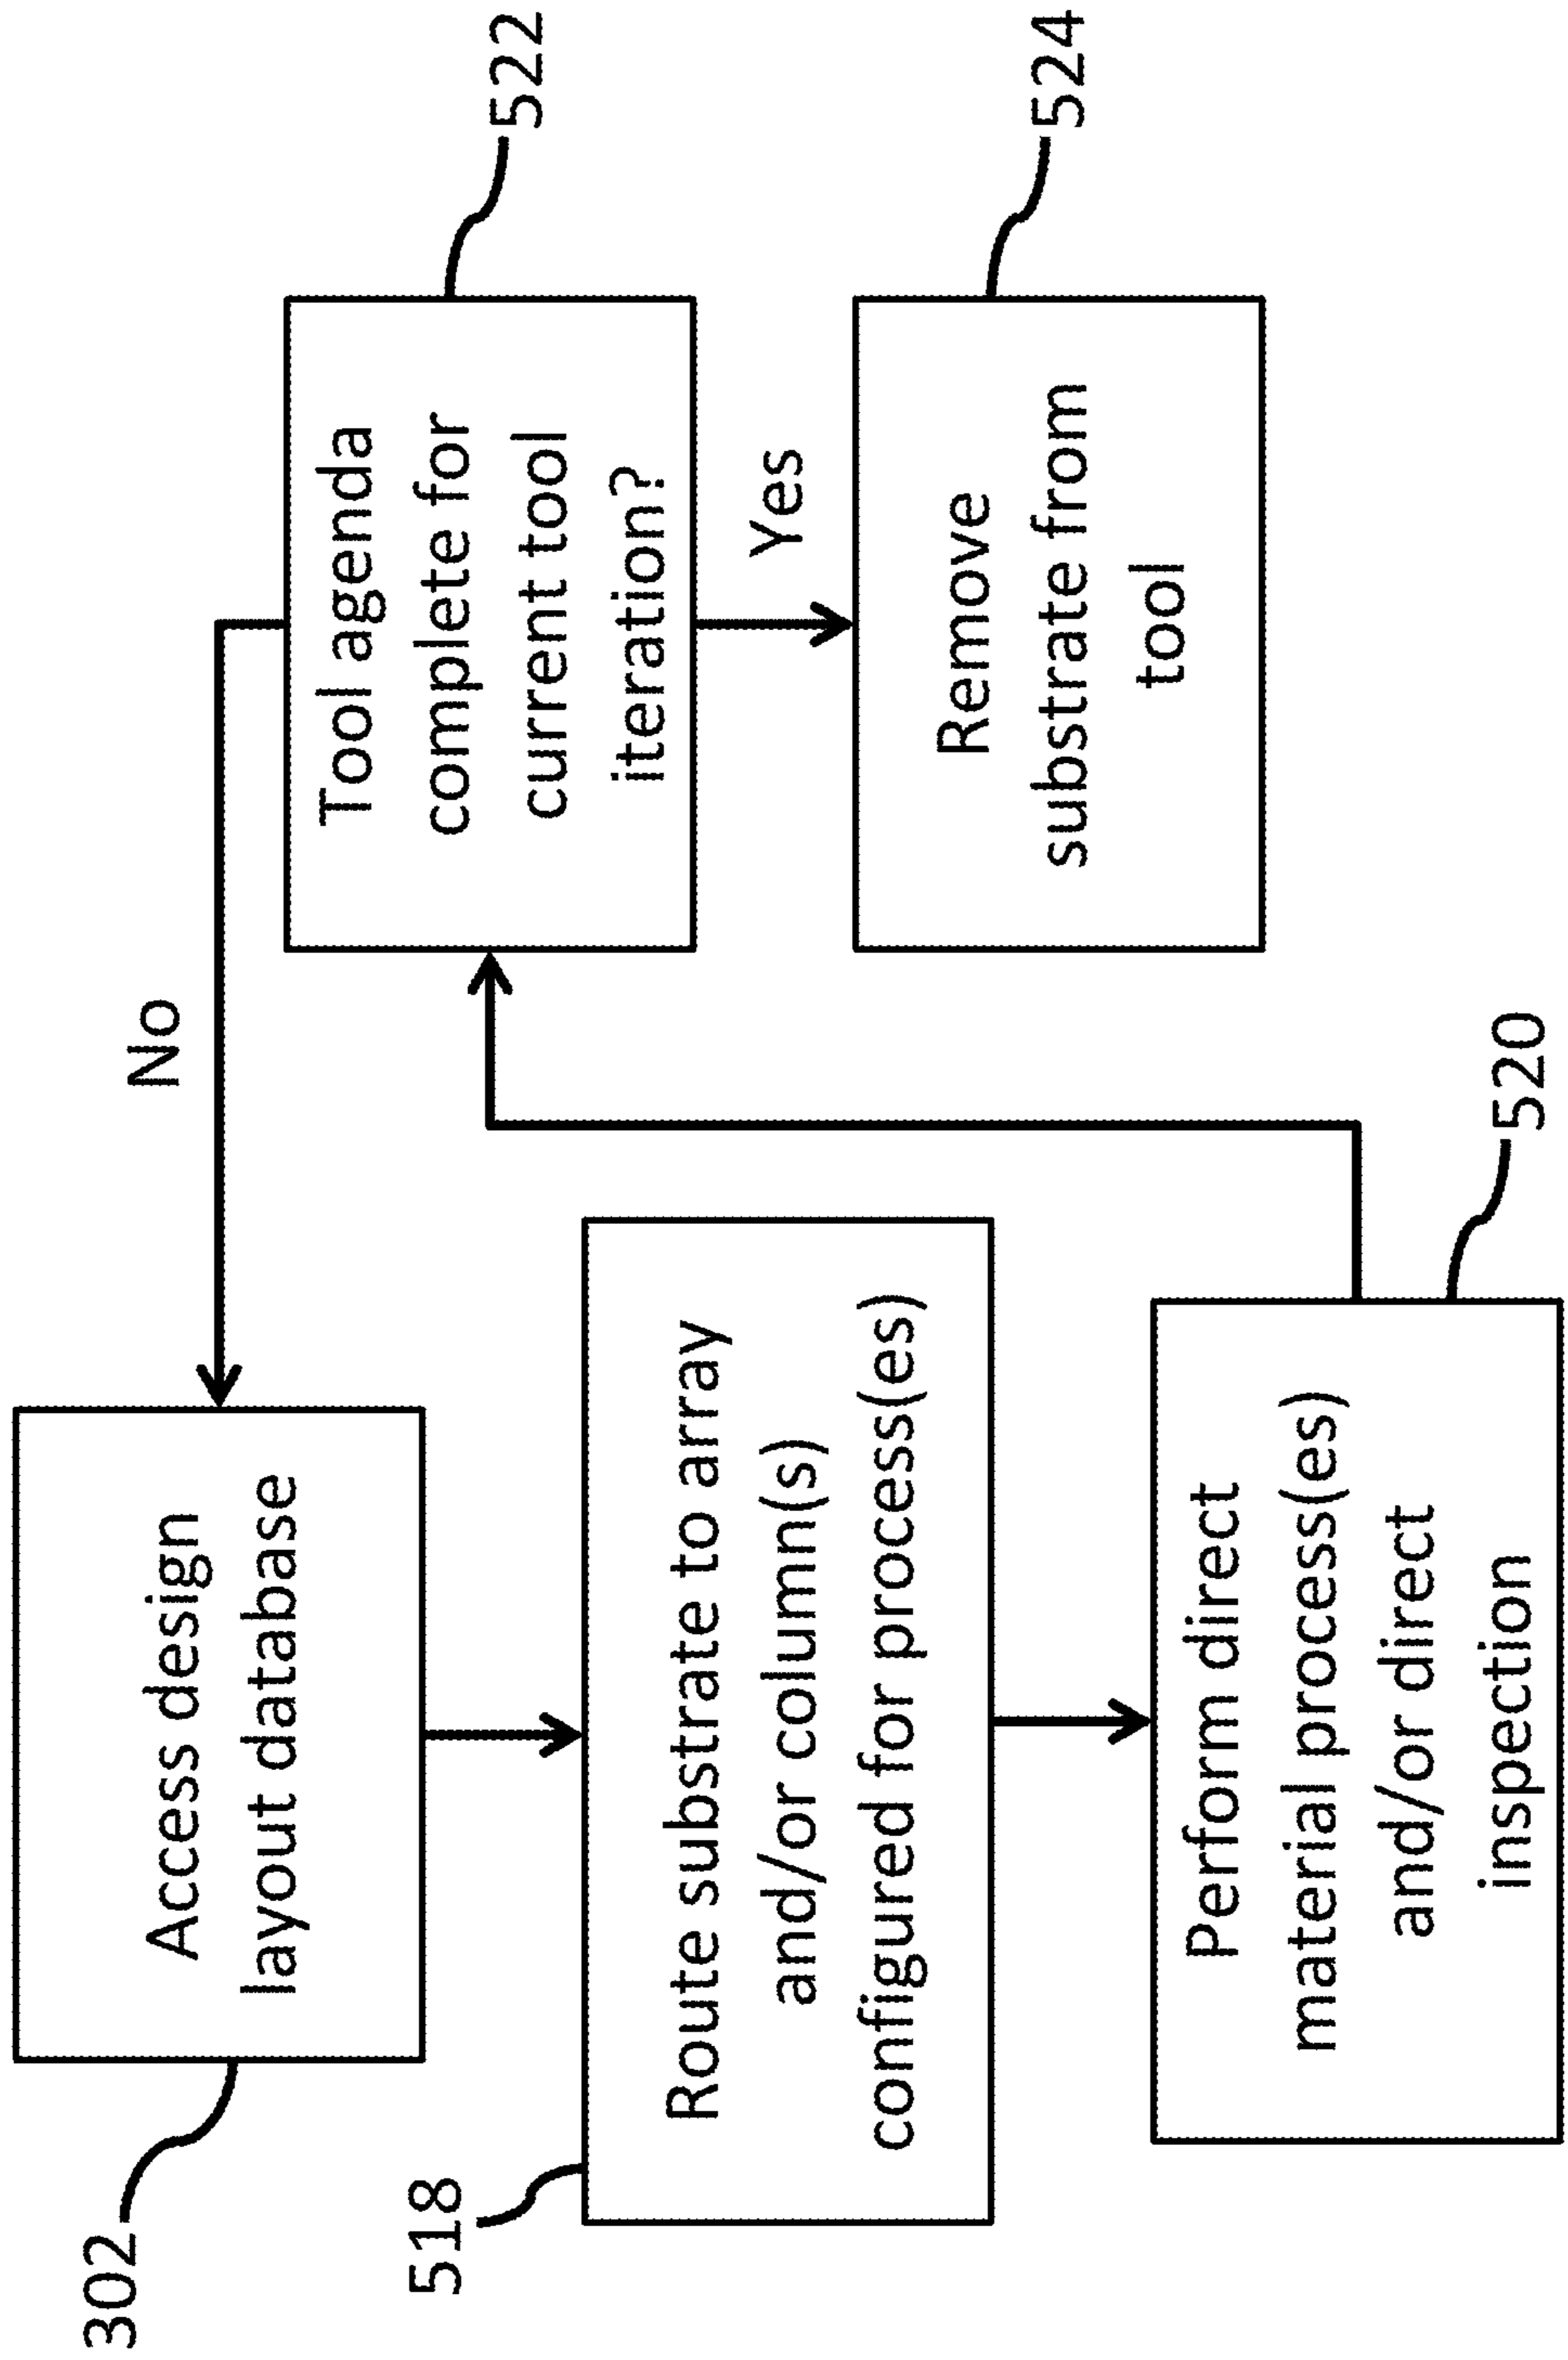 302
Access design
layout database
518
Route substrate to array
and/or column(s)
configured for process(es)
Perform direct
material process(es)
and/or direct
inspection
520
No
Tool agenda
complete for
current tool
iteration?
522
Yes
Remove
substrate from
tool
524